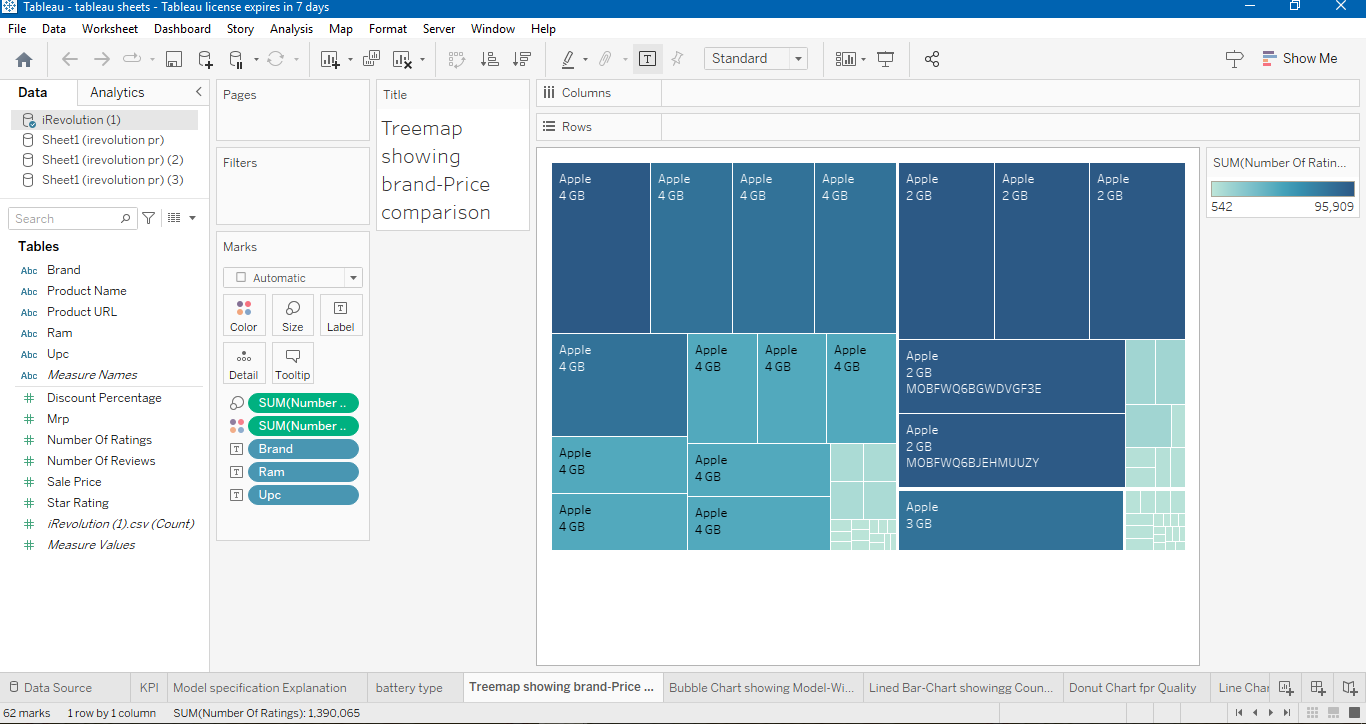 Tableau - tableau sheets - Tableau license expires in 7 days
File Data Worksheet Dashboard Story Analysis Map Format Server Window Help
Standard
Show Me
Data Analytics
iRevolution (1)
Sheet1 (irevolution pr)
Sheet1 (irevolution pr) (2)
Sheet1 (irevolution pr) (3)
Search
Tables
Abc Brand
Abc Product Name
Abc Product URL
Abc Ram
Abc Upc
Abc Measure Names
Discount Percentage
Mrp
Number Of Ratings
Number Of Reviews
Sale Price
Star Rating
iRevolution (1).csv (Count)
Measure Values
Pages
Filters
Marks
Automatic
Color Size Label
Detail Tooltip
SUM(Number ..
SUM(Number ..
Brand
Ram
Upc
Title
Treemap
showing
brand-Price
comparison
Columns
Rows
Apple
4 GB
Apple
4 GB
Apple
4 GB
Apple
4 GB
Apple
2 GB
Apple
2 GB
Apple
2 GB
Apple
4 GB
Apple
4 GB
Apple
4 GB
Apple
4 GB
Apple
2 GB
MOBFWQ6BGWDVGF3E
Apple
2 GB
MOBFWQ6BJEHMUUZY
Apple
4 GB
Apple
4 GB
Apple
4 GB
Apple
4 GB
Apple
3 GB
SUM(Number Of Ratin...
542 95,909
Data Source KPI Model specification Explanation battery type Treemap showing brand-Price ... Bubble Chart showing Model-Wi... Lined Bar-Chart showingg Coun... Donut Chart fpr Quality Line Char
62 marks 1 row by 1 column SUM(Number Of Ratings): 1,390,065